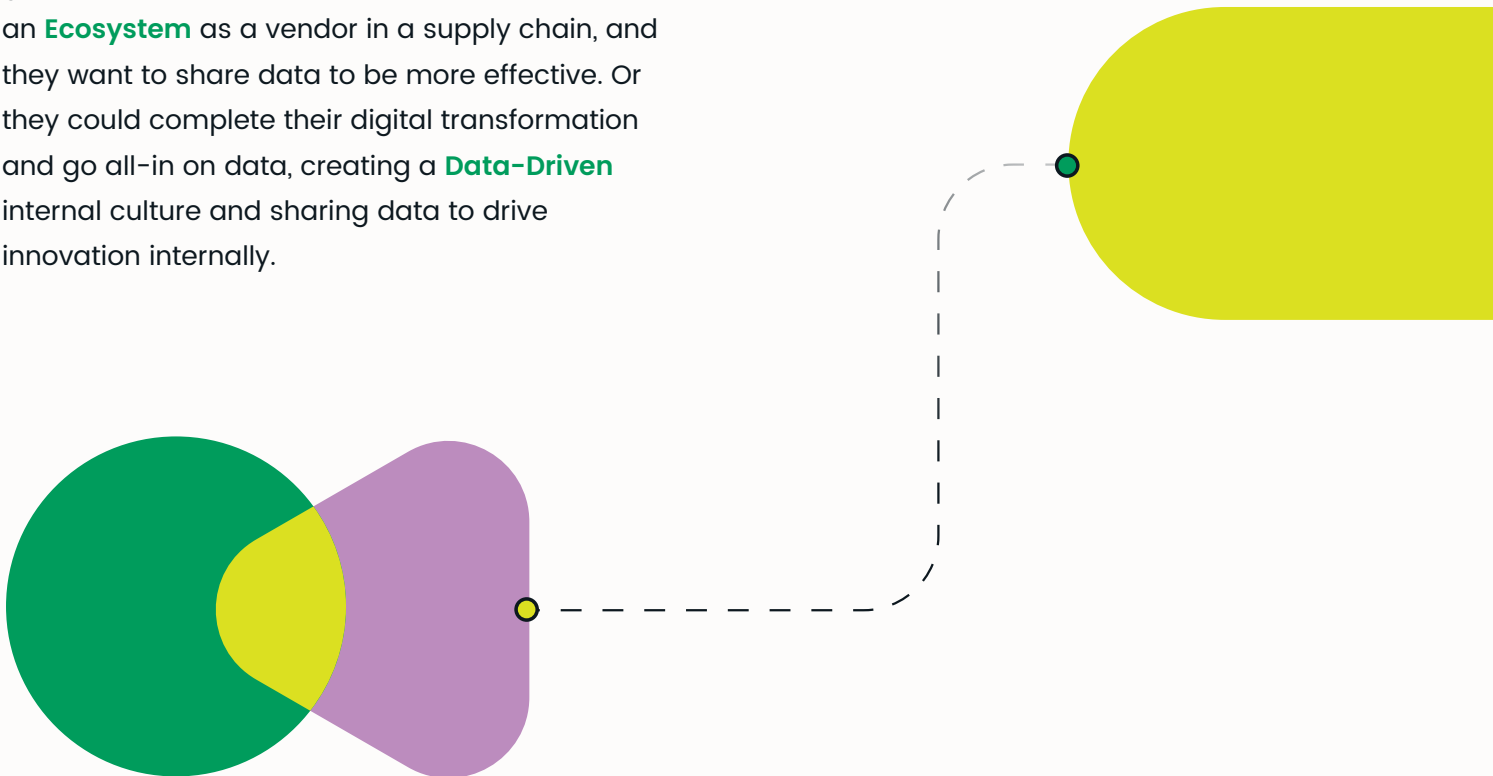 an Ecosystem as a vendor in a supply chain, and
they want to share data to be more effective. Or
they could complete their digital transformation
and go all-in on data, creating a Data-Driven
internal culture and sharing data to drive
innovation internally.